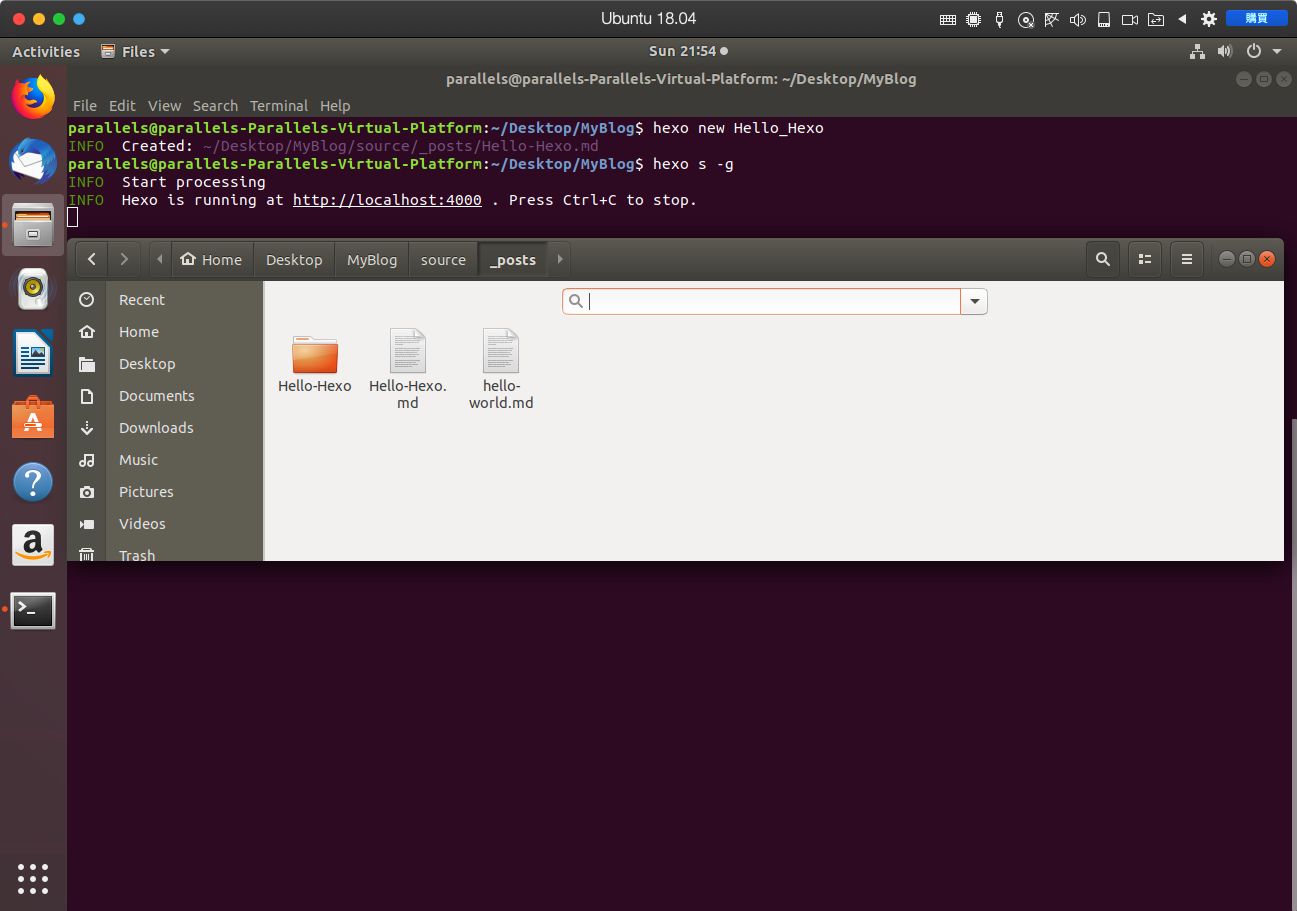 Ubuntu 18.04
購買
Activities
Files
Sun 21:54
parallels@parallels-Parallels-Virtual-Platform: ~/Desktop/MyBlog
File Edit View Search Terminal Help
parallels@parallels-Parallels-Virtual-Platform:~/Desktop/MyBlog$ hexo new Hello_Hexo
INFO  Created: ~/Desktop/MyBlog/source/_posts/Hello-Hexo.md
parallels@parallels-Parallels-Virtual-Platform:~/Desktop/MyBlog$ hexo s -g
INFO  Start processing
INFO  Hexo is running at http://localhost:4000 . Press Ctrl+C to stop.
Home Desktop MyBlog source _posts
Recent
Home
Desktop
Documents
Downloads
Music
Pictures
Videos
Trash
Hello-Hexo
Hello-Hexo.
md
hello-
world.md